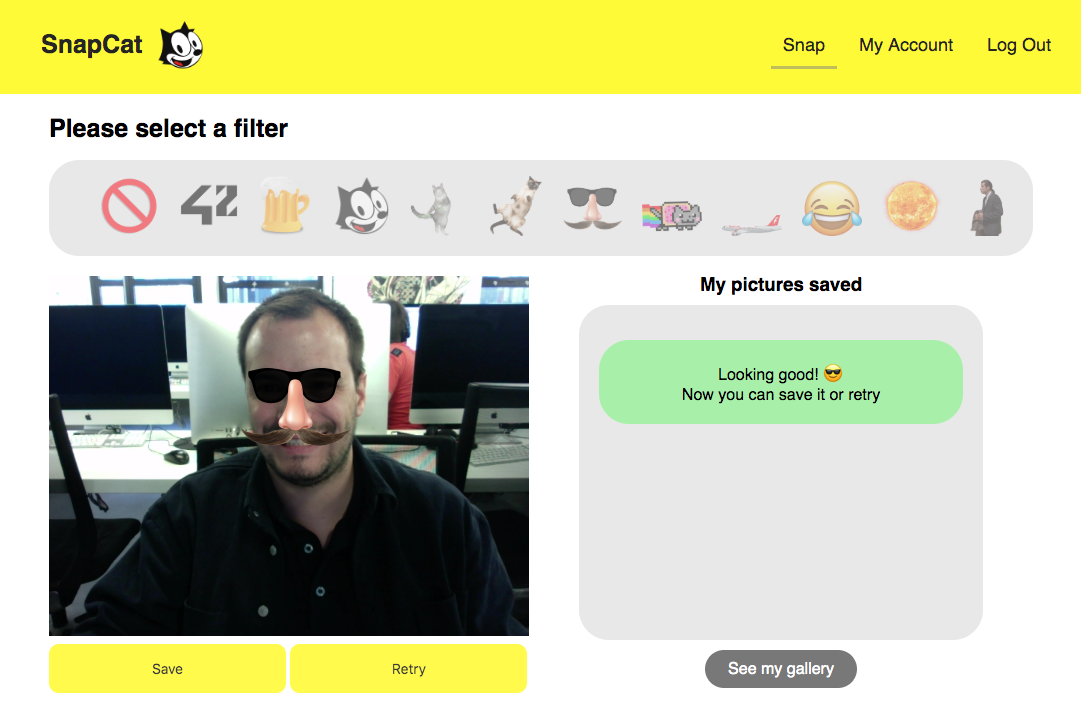 SnapCat
Snap
My Account
Log Out
Please select a filter
42
My pictures saved
Looking good! 😎
Now you can save it or retry
Save
Retry
See my gallery